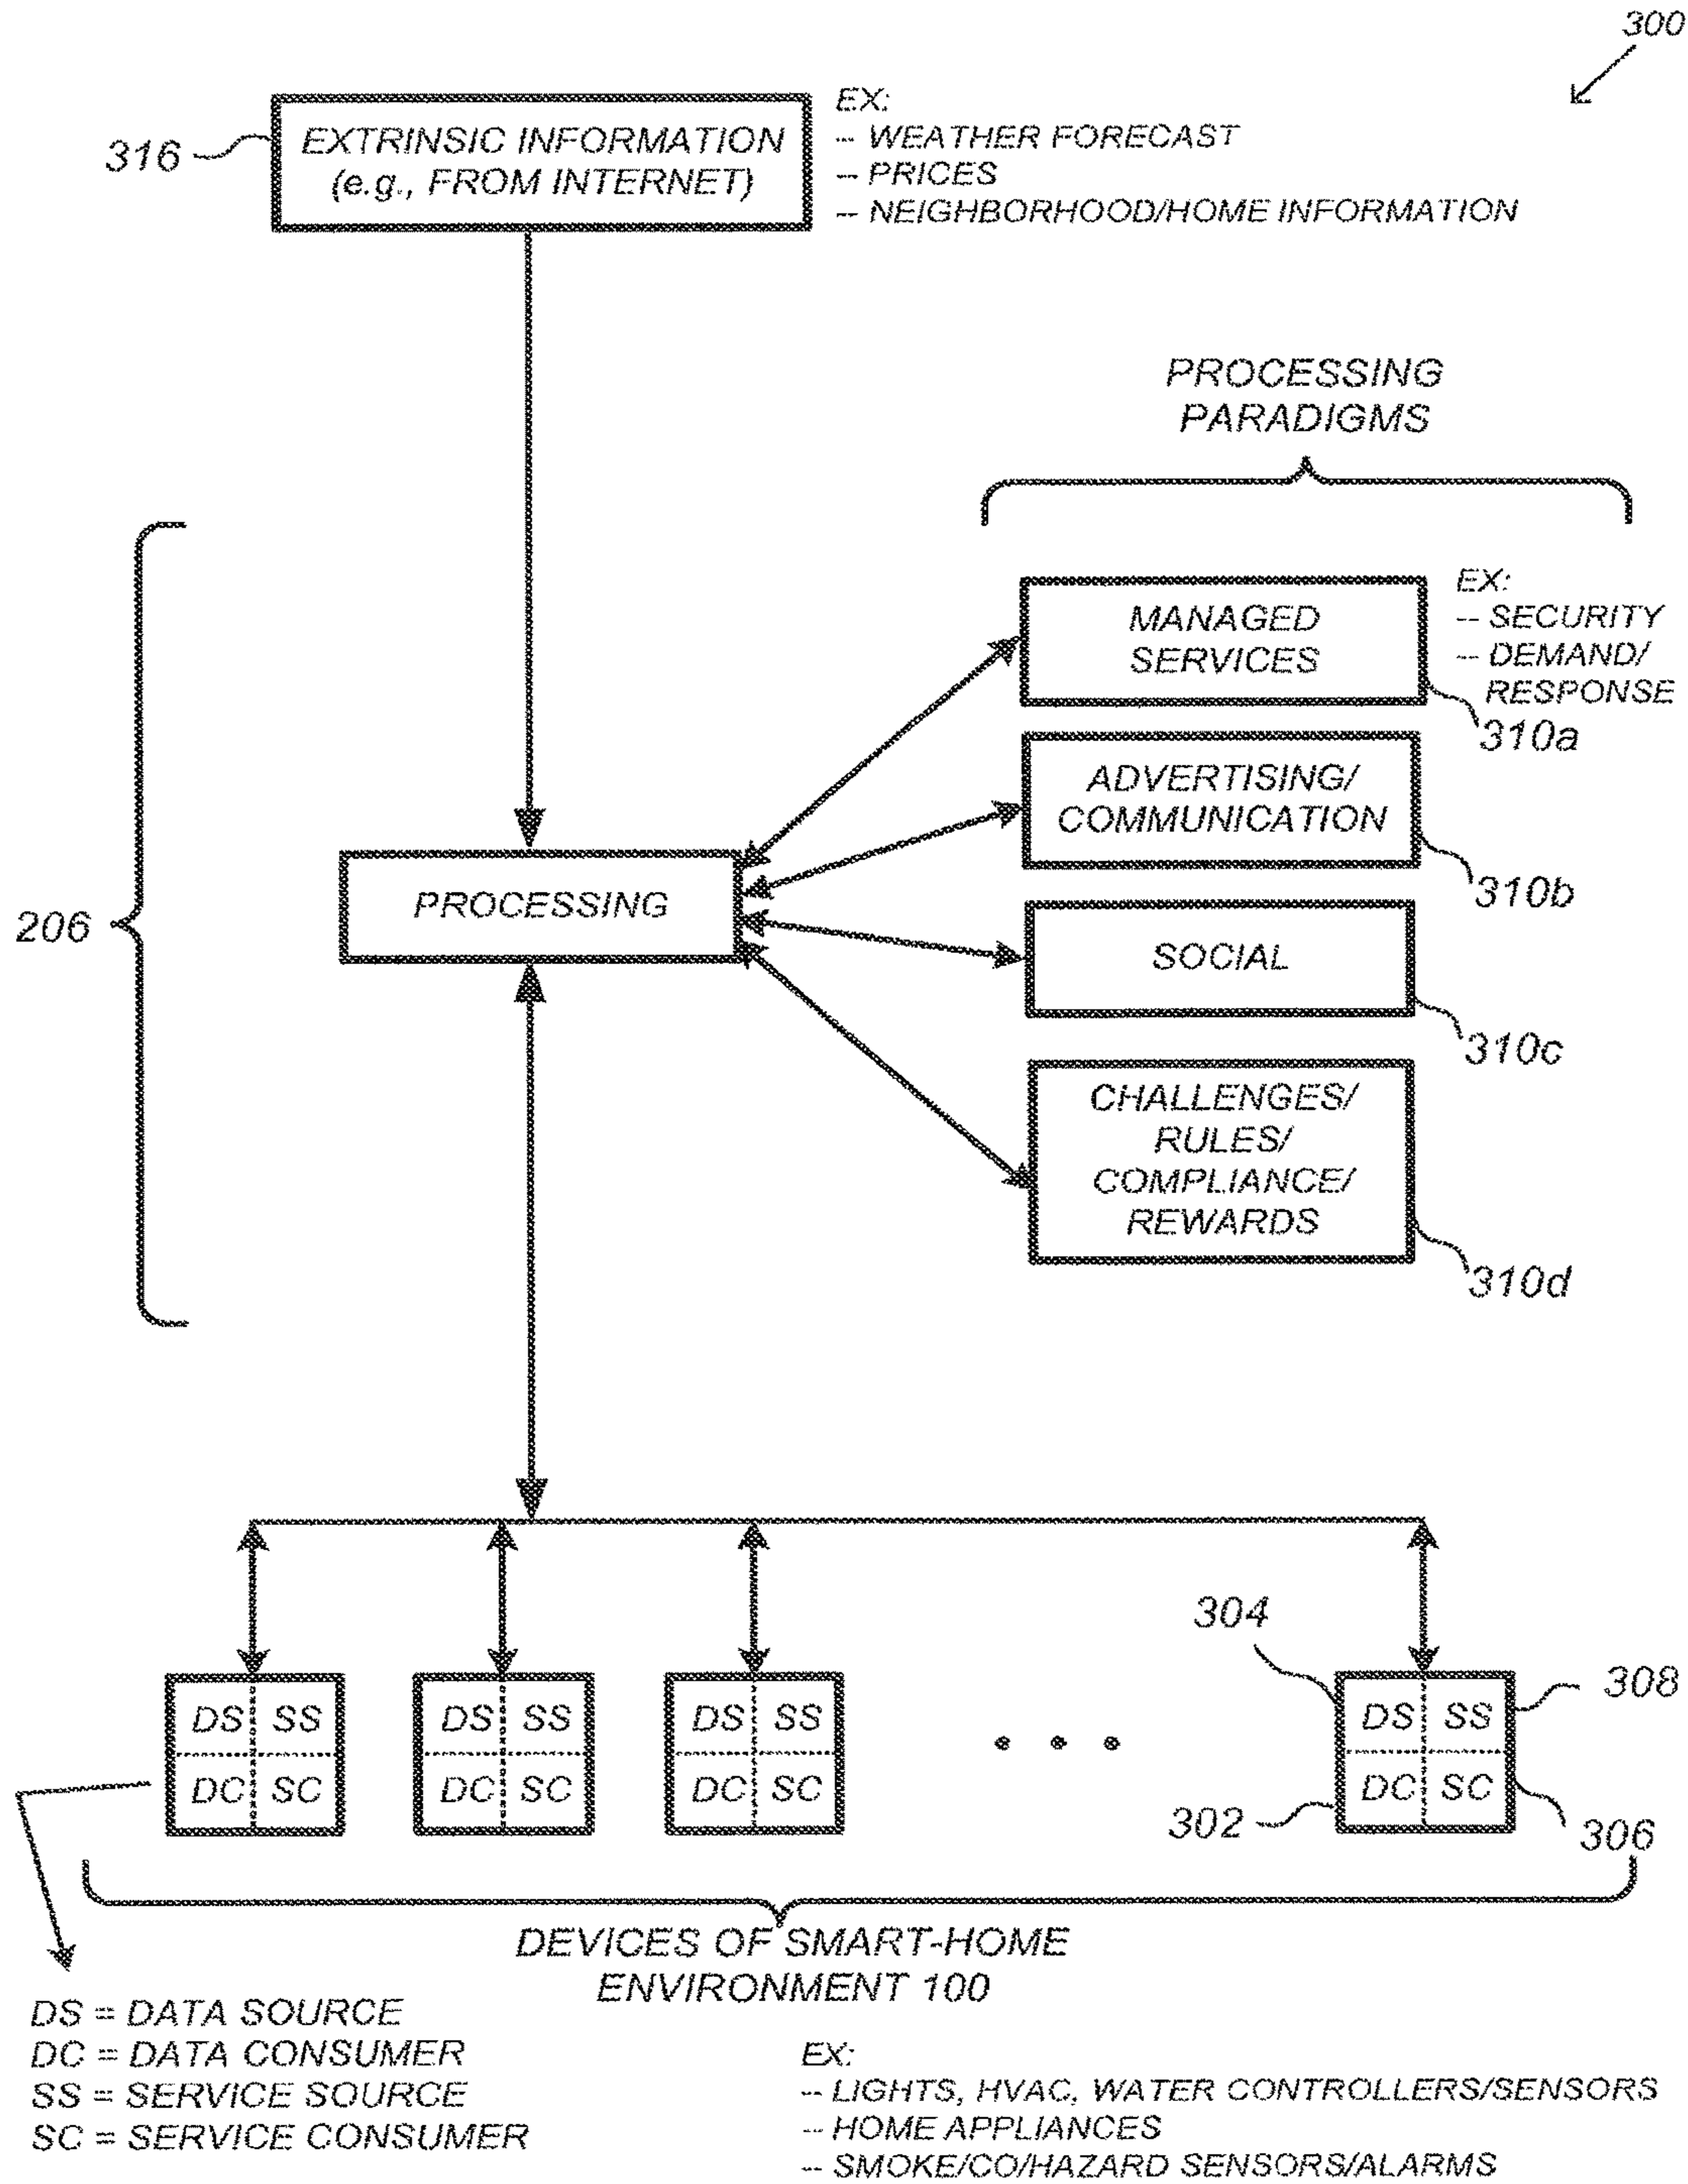 300
316
EXTRINSIC INFORMATION
(e.g., FROM INTERNET)
EX:
-- WEATHER FORECAST
-- PRICES
-- NEIGHBORHOOD/HOME INFORMATION
PROCESSING
PARADIGMS
206
PROCESSING
MANAGED
SERVICES
EX:
-- SECURITY
-- DEMAND/
RESPONSE
310a
ADVERTISING/
COMMUNICATION
310b
SOCIAL
310c
CHALLENGES/
RULES/
COMPLIANCE/
REWARDS
310d
DS SS
DC SC
DS SS
DC SC
DS SS
DC SC
. . .
304
DS SS
308
DC SC
302
306
DEVICES OF SMART-HOME
ENVIRONMENT 100
DS = DATA SOURCE
DC = DATA CONSUMER
SS = SERVICE SOURCE
SC = SERVICE CONSUMER
EX:
-- LIGHTS, HVAC, WATER CONTROLLERS/SENSORS
-- HOME APPLIANCES
-- SMOKE/CO/HAZARD SENSORS/ALARMS